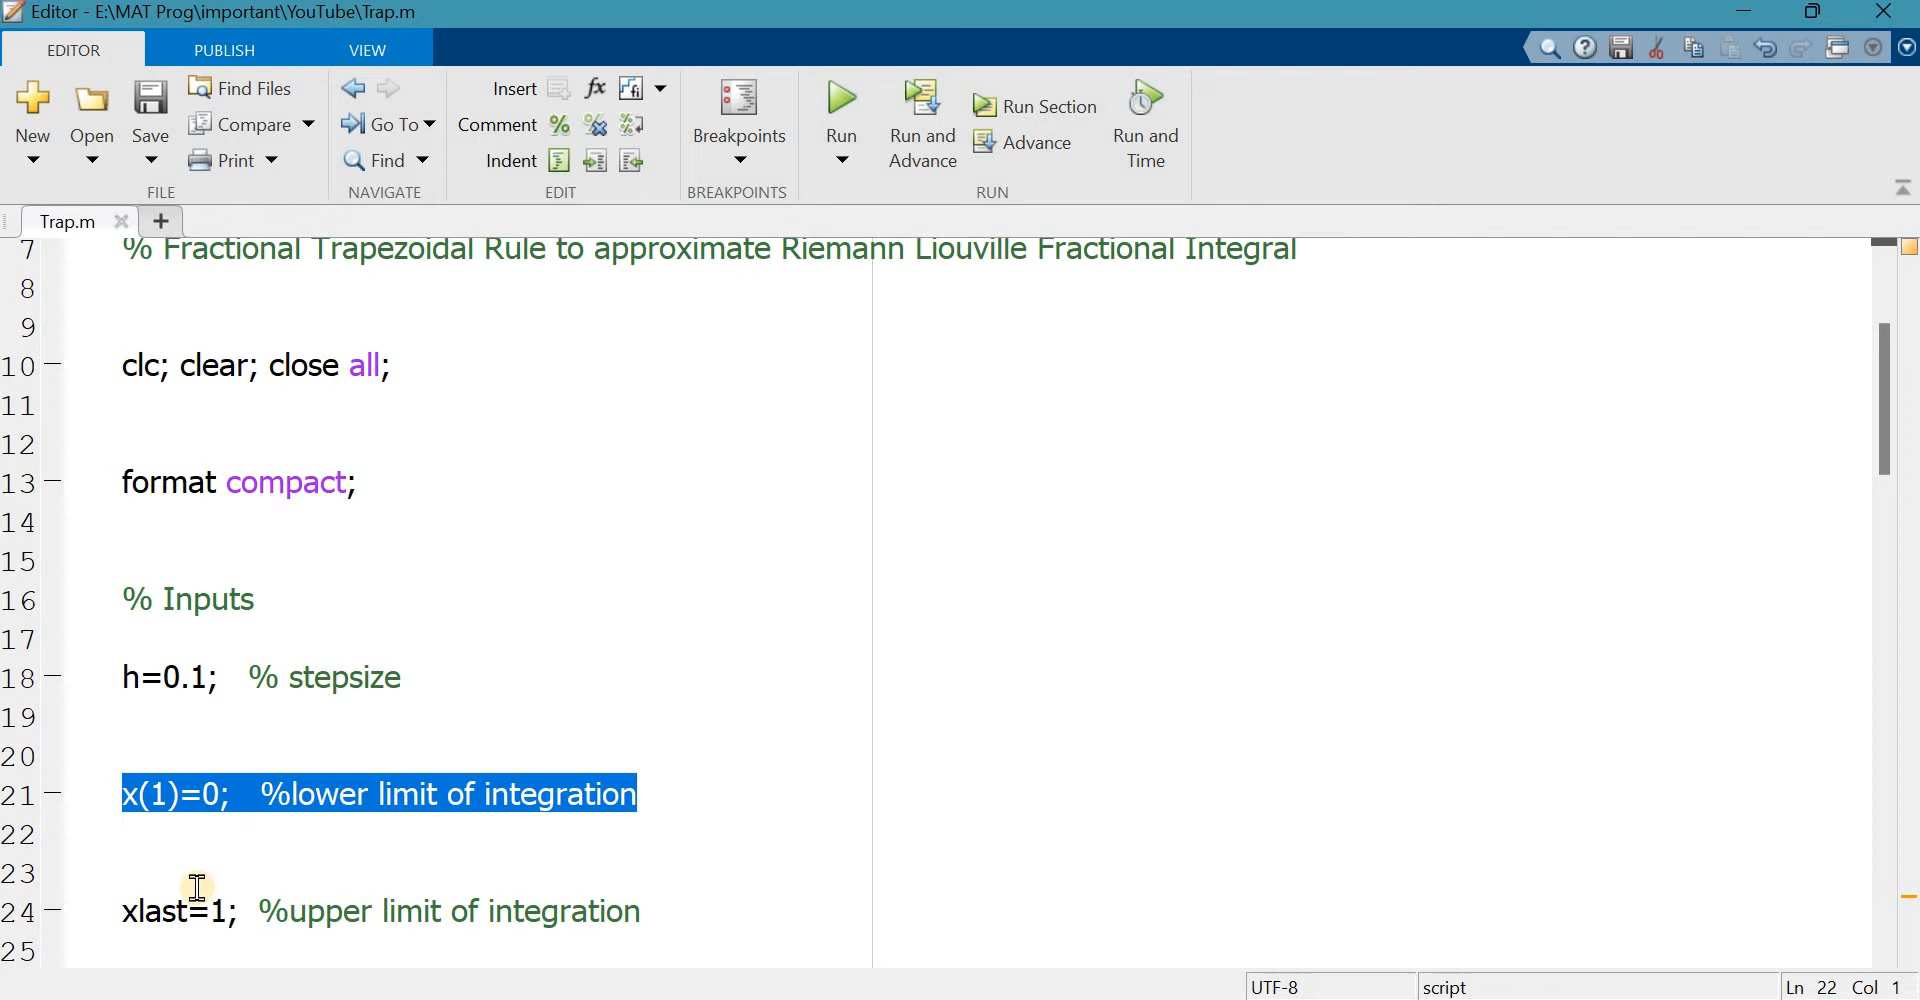 Editor - E:\MAT Prog\important\YouTube\Trap.m
EDITOR PUBLISH VIEW
New
Open
Save
Find Files
Compare
Print
FILE
Go To
Find
NAVIGATE
Insert fx
Comment
Indent
EDIT
Breakpoints
BREAKPOINTS
Run
Run and Advance
Run Section
Advance
Run and Time
RUN
Trap.m
7 % Fractional Trapezoidal Rule to approximate Riemann Liouville Fractional Integral
8
9
10 – clc; clear; close all;
11
12
13 – format compact;
14
15
16 % Inputs
17
18 – h=0.1; % stepsize
19
20
21 – x(1)=0; %lower limit of integration
22
23
24 – xlast=1; %upper limit of integration
25
UTF-8 script Ln 22 Col 1